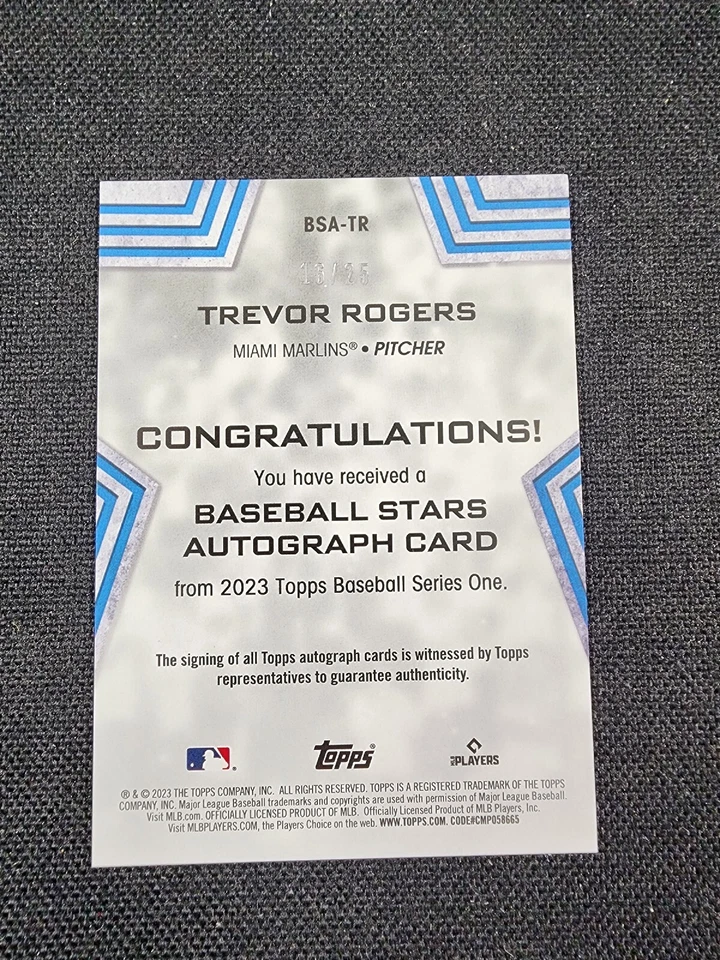 BSA-TR
TREVOR ROGERS
MIAMI MARLINS® • PITCHER
CONGRATULATIONS!
You have received a
BASEBALL STARS
AUTOGRAPH CARD
from 2023 Topps Baseball Series One.
The signing of all Topps autograph cards is witnessed by Topps
representatives to guarantee authenticity.
topps® PLAYERS
® & © 2023 THE TOPPS COMPANY, INC. ALL RIGHTS RESERVED. TOPPS IS A REGISTERED TRADEMARK OF THE TOPPS
COMPANY, INC. Major League Baseball trademarks and copyrights are used with permission of Major League Baseball.
Visit MLB.com. OFFICIALLY LICENSED PRODUCT OF MLB. Officially Licensed Product of MLB Players, Inc.
Visit MLBPLAYERS.COM, the Players Choice on the web. WWW.TOPPS.COM. CODE#CMP058665